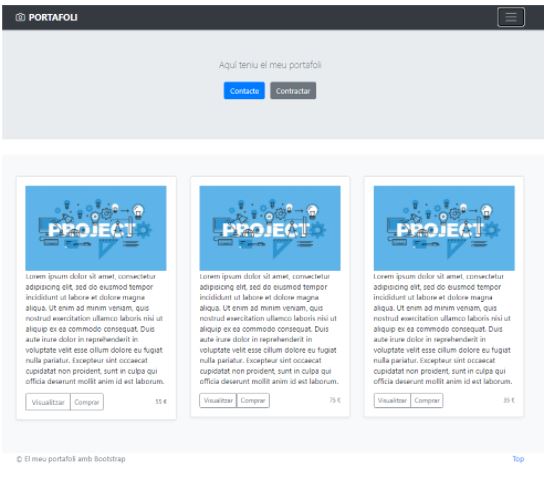 PORTAFOLI
Aquí teniu el meu portafoli
Contacte Contractar
PROJECT
Lorem ipsum dolor sit amet, consectetur
adipisicing elit, sed do eiusmod tempor
incididunt ut labore et dolore magna
aliqua. Ut enim ad minim veniam, quis
nostrud exercitation ullamco laboris nisi ut
aliquip ex ea commodo consequat. Duis
aute irure dolor in reprehenderit in
voluptate velit esse cillum dolore eu fugiat
nulla pariatur. Excepteur sint occaecat
cupidatat non proident, sunt in culpa qui
officia deserunt mollit anim id est laborum.
Visualitzar Comprar 55 €
PROJECT
Lorem ipsum dolor sit amet, consectetur
adipisicing elit, sed do eiusmod tempor
incididunt ut labore et dolore magna
aliqua. Ut enim ad minim veniam, quis
nostrud exercitation ullamco laboris nisi ut
aliquip ex ea commodo consequat. Duis
aute irure dolor in reprehenderit in
voluptate velit esse cillum dolore eu fugiat
nulla pariatur. Excepteur sint occaecat
cupidatat non proident, sunt in culpa qui
officia deserunt mollit anim id est laborum.
Visualitzar Comprar 75 €
PROJECT
Lorem ipsum dolor sit amet, consectetur
adipisicing elit, sed do eiusmod tempor
incididunt ut labore et dolore magna
aliqua. Ut enim ad minim veniam, quis
nostrud exercitation ullamco laboris nisi ut
aliquip ex ea commodo consequat. Duis
aute irure dolor in reprehenderit in
voluptate velit esse cillum dolore eu fugiat
nulla pariatur. Excepteur sint occaecat
cupidatat non proident, sunt in culpa qui
officia deserunt mollit anim id est laborum.
Visualitzar Comprar 35 €
© El meu portafoli amb Bootstrap Top